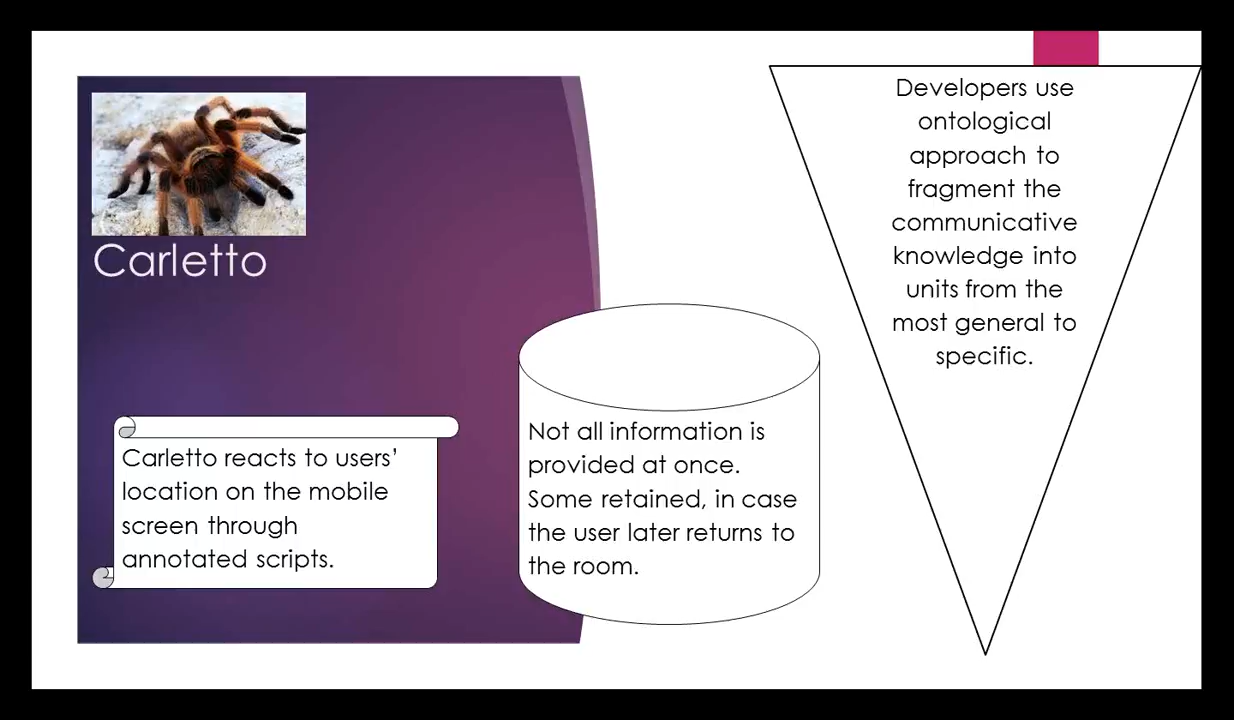 Carletto
Carletto reacts to users’
location on the mobile
screen through
annotated scripts.
Not all information is
provided at once.
Some retained, in case
the user later returns to
the room.
Developers use
ontological
approach to
fragment the
communicative
knowledge into
units from the
most general to
specific.